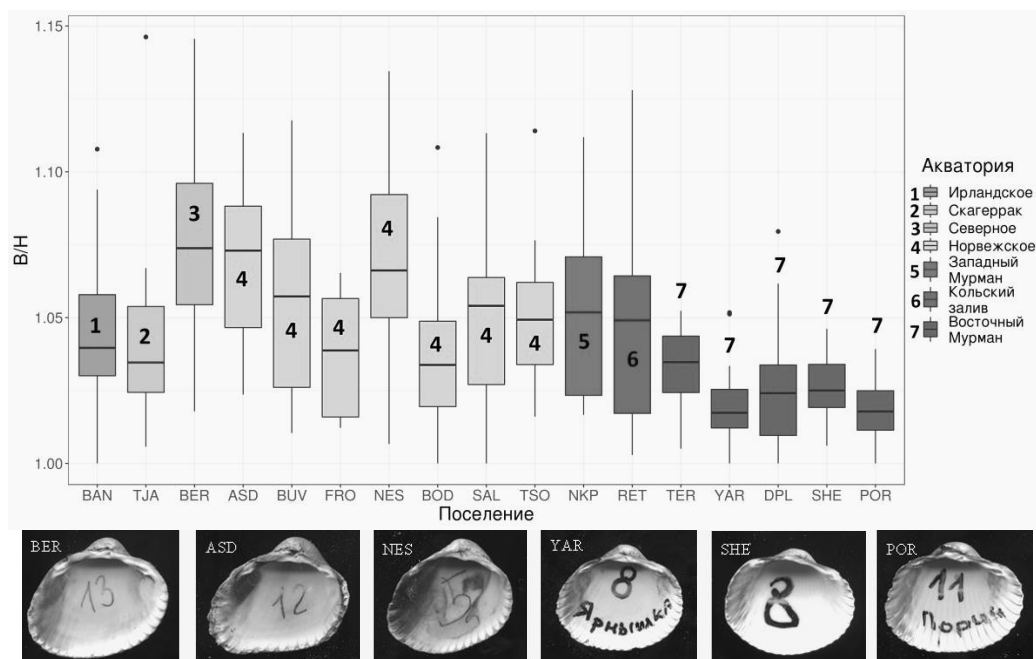 1.15
1.10
1.05
1.00
B/H
1
2
3
4
4
4
4
4
4
4
5
6
7
7
7
7
7
BAN TJA BER ASD BUV FRO NES BOD SAL TSO NKP RET TER YAR DPL SHE POR
Поселение
Акватория
1 Ирландское
2 Скагеррак
3 Северное
4 Норвежское
5 Западный
Мурман
6 Кольский
залив
7 Восточный
Мурман
BER
13
ASD
12
NES
YAR
8
Ярнышка
SHE
8
POR
11